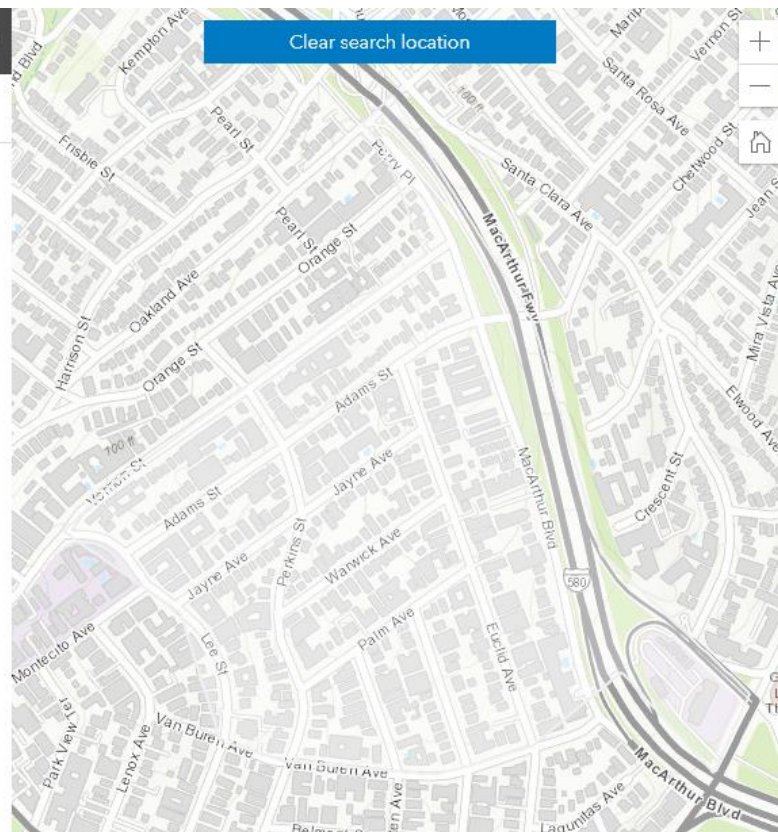 Clear search location
Kempton Ave
Vernon St
Santa Rosa Ave
100 ft
Pearl St
Frisbie St
Perry Pl
Chetwood St
Santa Clara Ave
Pearl St
Orange St
MacArthur Fwy
Oakland Ave
Mira Vista Ave
Harrison St
Orange St
Adams St
Elwood Ave
100 ft
Vernon St
Jayne Ave
MacArthur Blvd
Crescent St
Adams St
Perkins St
Warwick Ave
Jayne Ave
580
Palm Ave
Montecito Ave
Lee St
Euclid Ave
Park View Ter
Lenox Ave
Van Buren Ave
Van Buren Ave
MacArthur Blvd
Lagunitas Ave